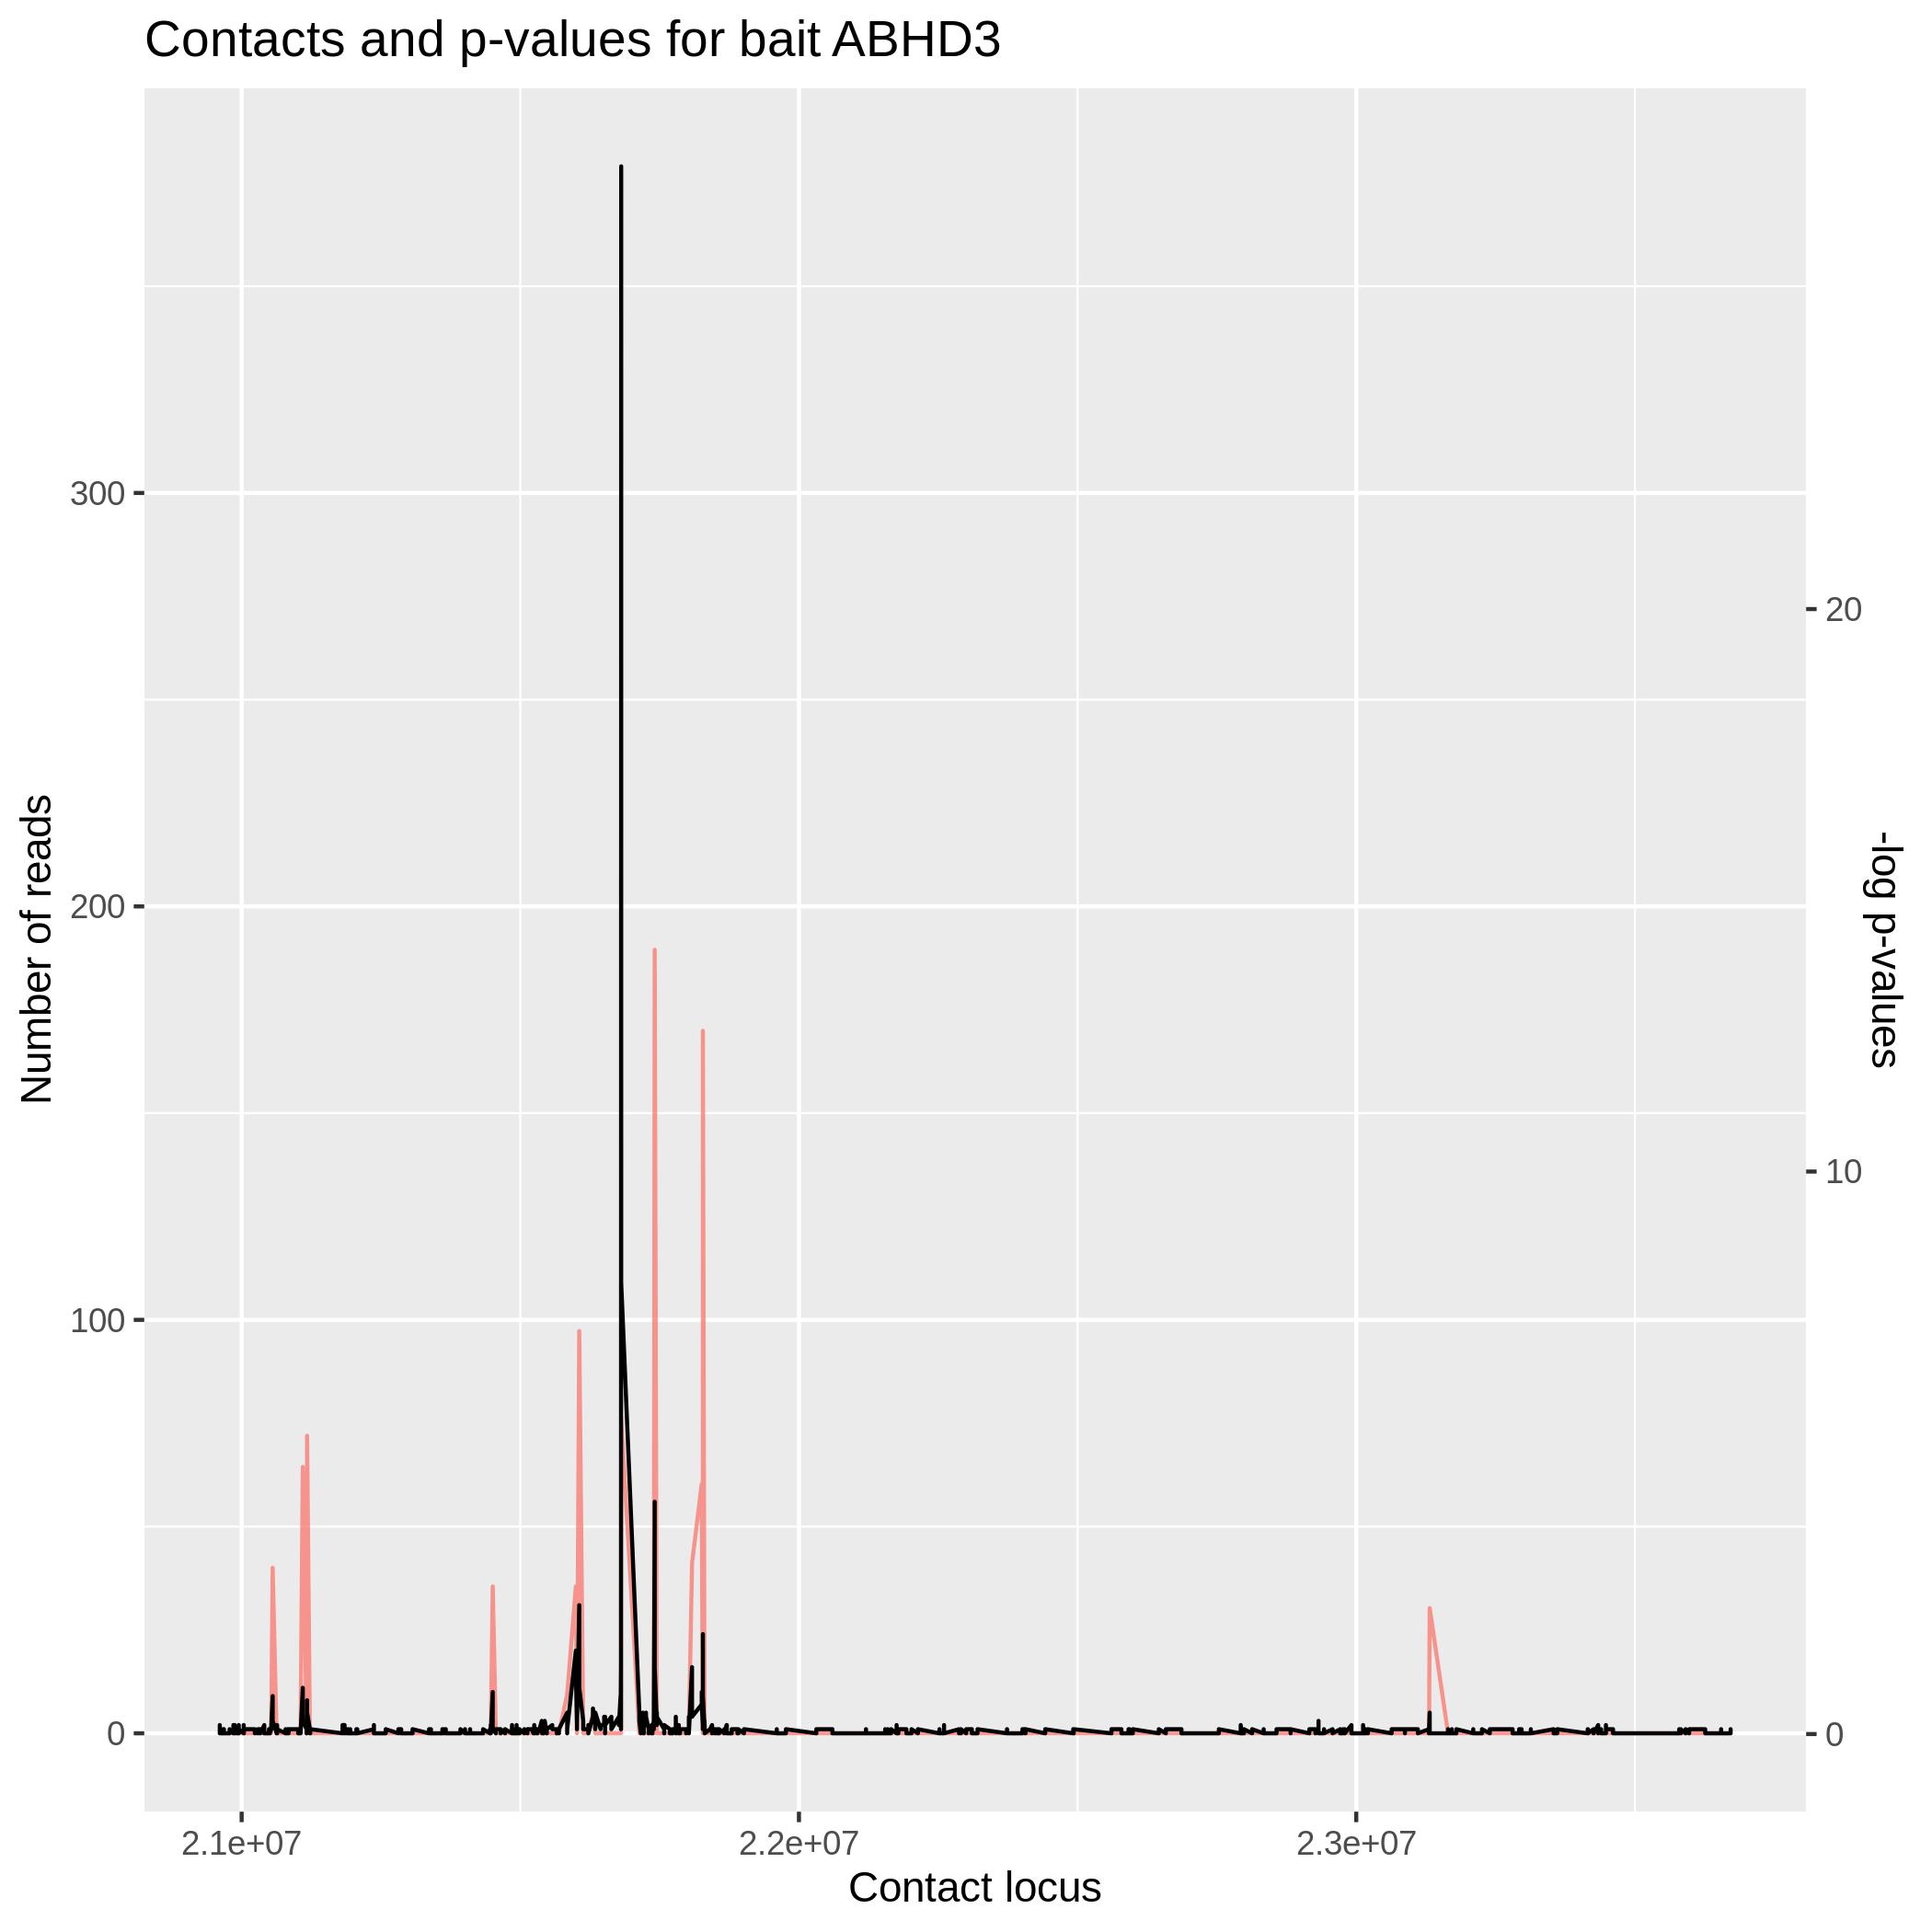 Contacts and p-values for bait ABHD3
Number of reads
300
200
100
0
20
10
0
-log p-values
2.1e+07
2.2e+07
2.3e+07
Contact locus